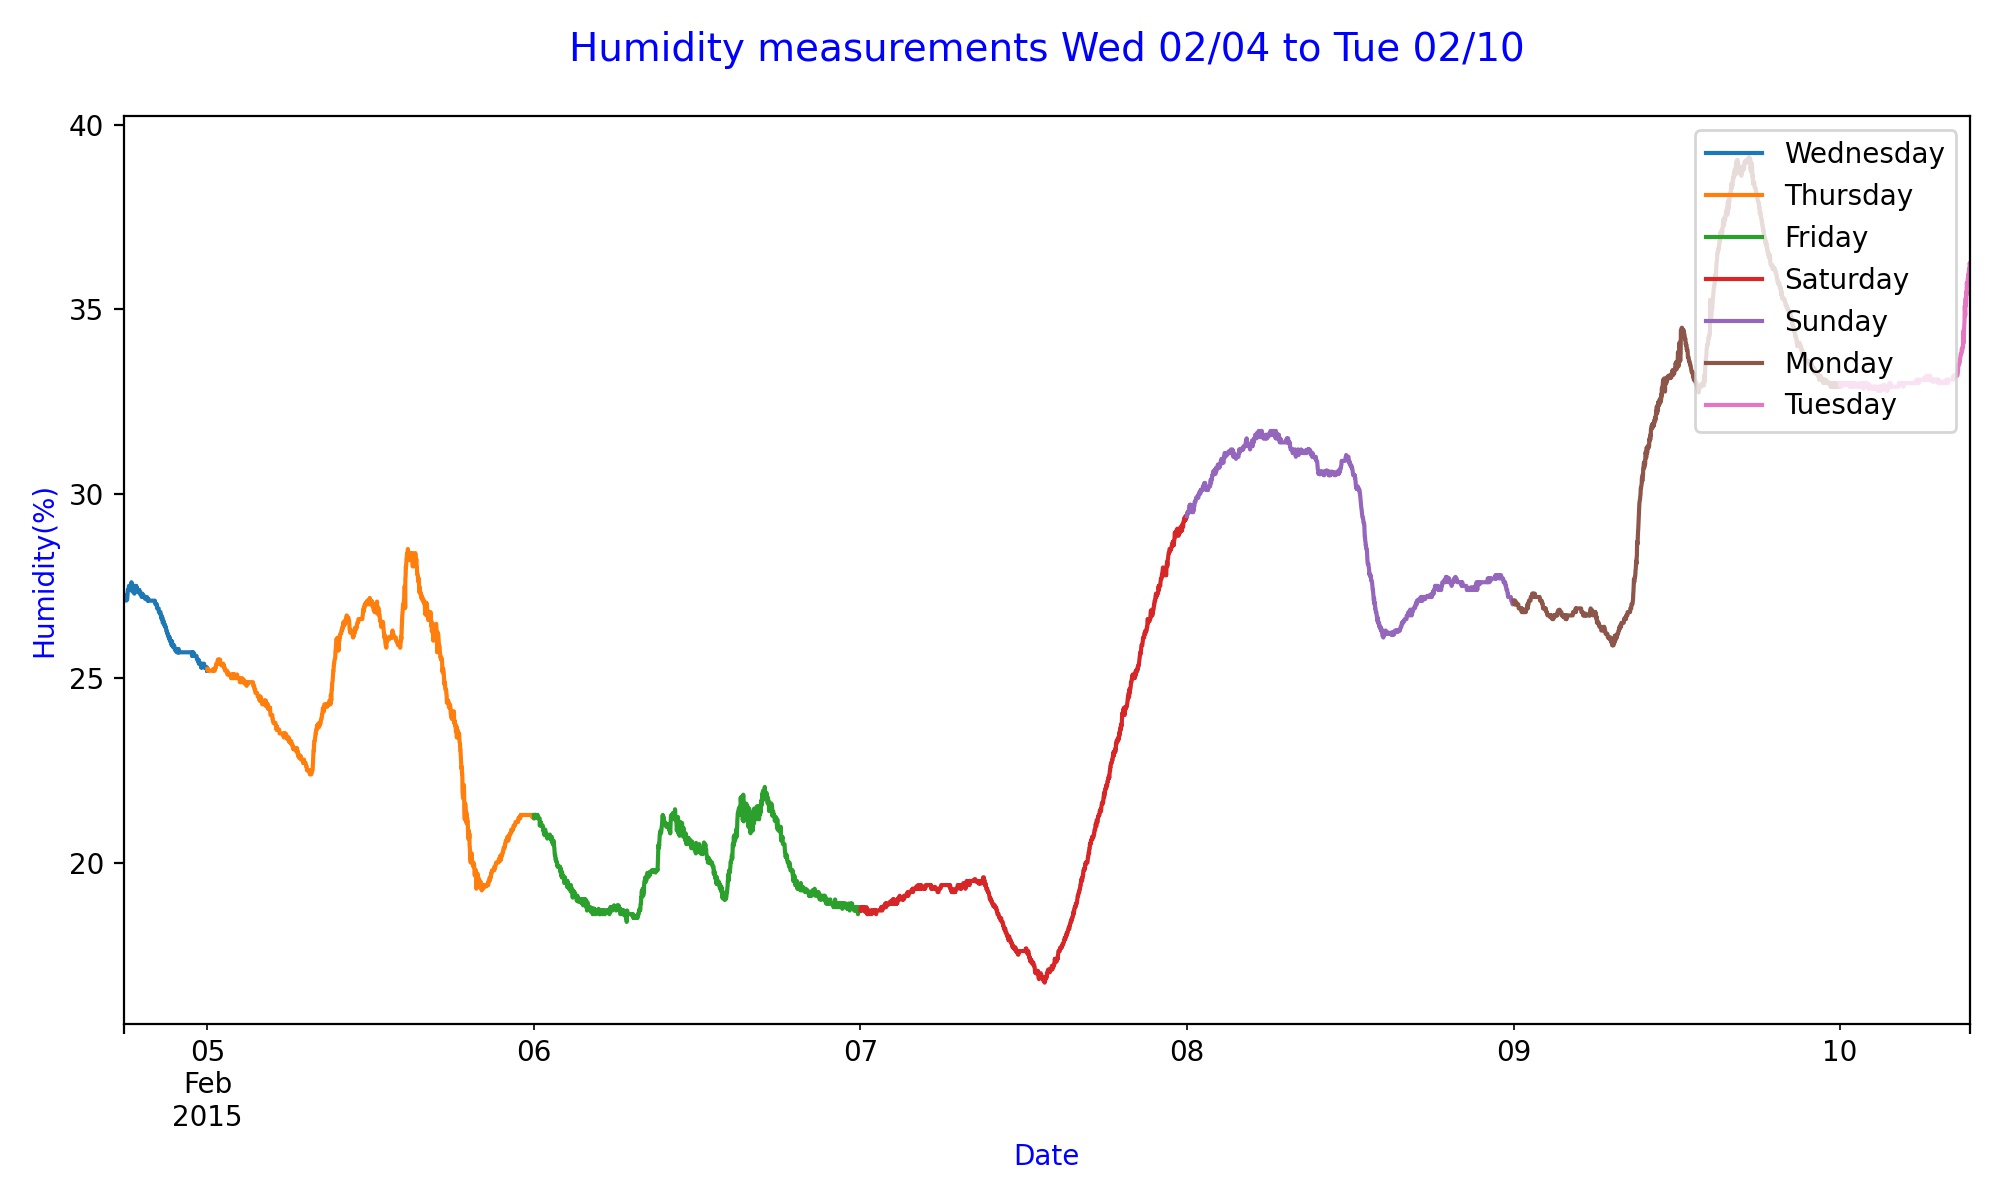 Humidity measurements Wed 02/04 to Tue 02/10
40
35
30
25
20
Humidity(%)
Wednesday
Thursday
Friday
Saturday
Sunday
Monday
Tuesday
05
06
07
08
09
10
Feb
2015
Date